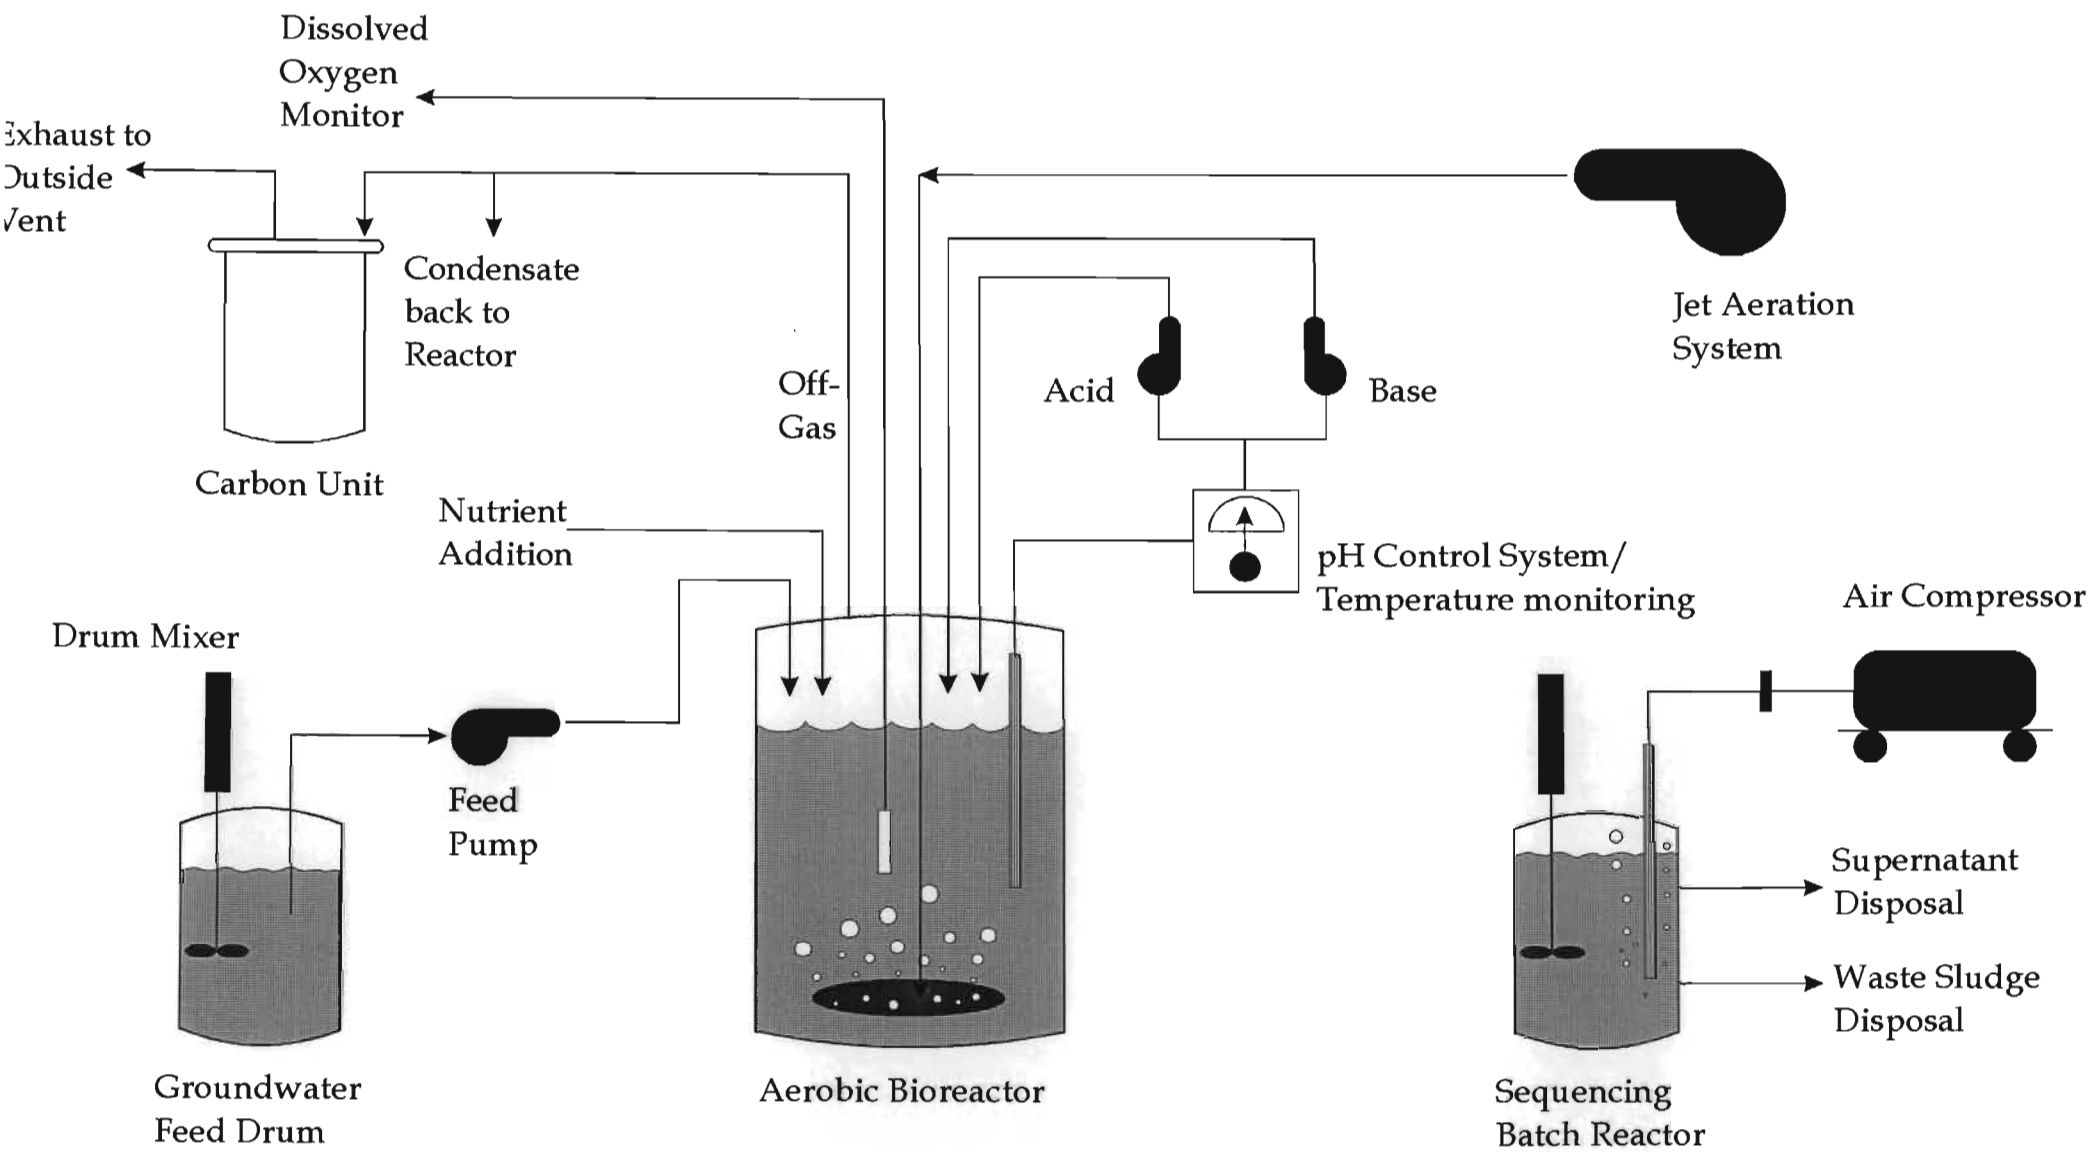 Dissolved
Oxygen
Monitor
Exhaust to
Outside
Vent
Condensate
back to
Reactor
Carbon Unit
Off-
Gas
Acid
Base
Jet Aeration
System
Nutrient
Addition
pH Control System/
Temperature monitoring
Air Compressor
Drum Mixer
Feed
Pump
Supernatant
Disposal
Waste Sludge
Disposal
Groundwater
Feed Drum
Aerobic Bioreactor
Sequencing
Batch Reactor